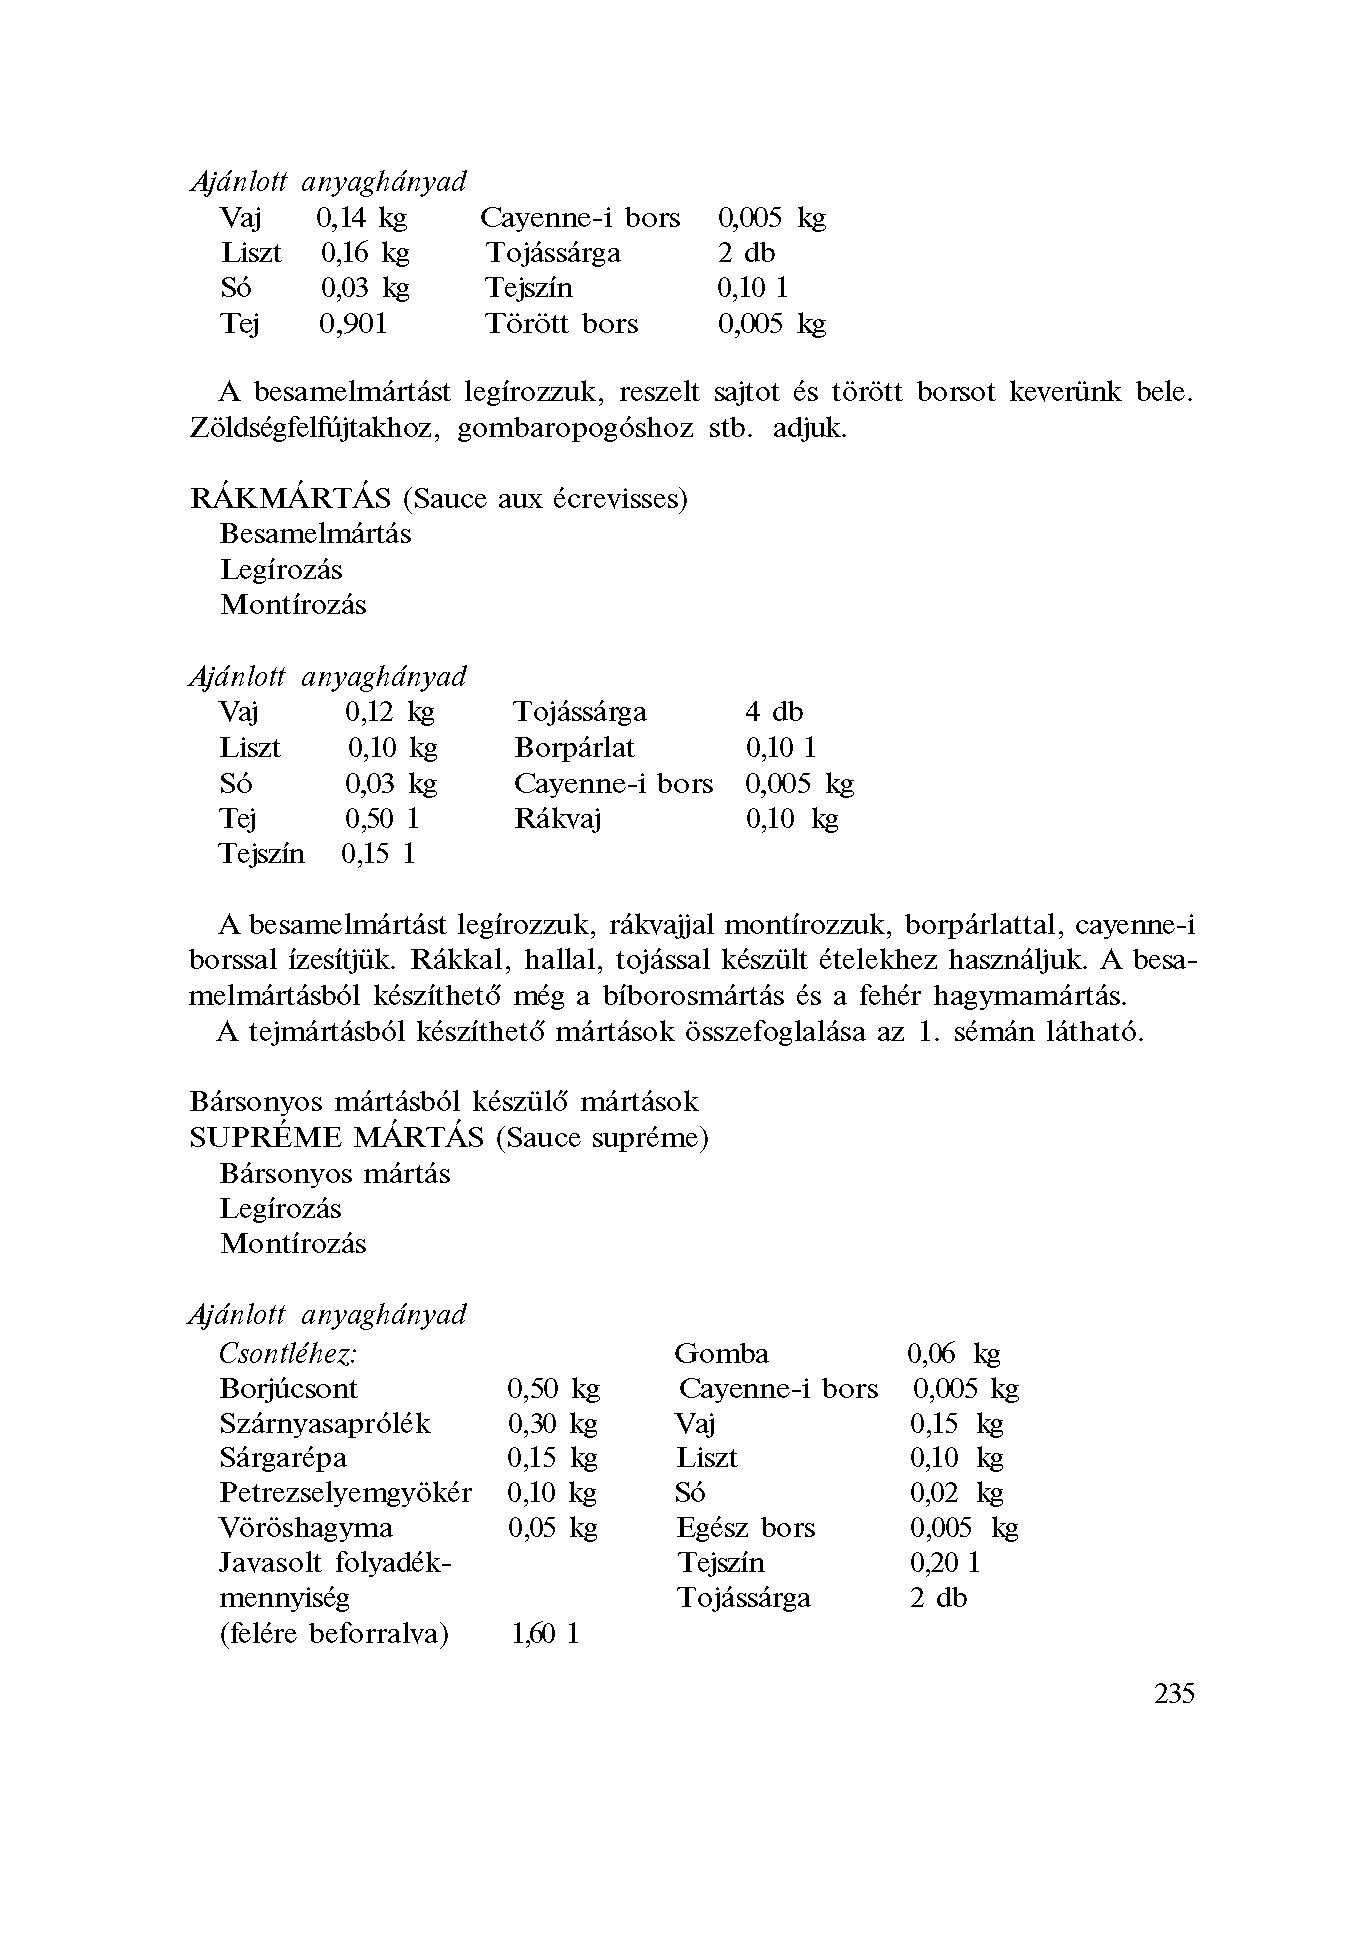 Ajánlott anyaghányad
Vaj 0,14 kg Cayenne-i bors 0,005 kg
Liszt 0,16 kg Tojássárga 2 db
Só 0,03 kg Tejszín 0,10 l
Tej 0,901 Törött bors 0,005 kg
A besamelmártást legírozzuk, reszelt sajtot és törött borsot keverünk bele.
Zöldségfelfújtakhoz, gombaropogóshoz stb. adjuk.
RÁKMÁRTÁS (Sauce aux écrevisses)
Besamelmártás
Legírozás
Montírozás
Ajánlott anyaghányad
Vaj 0,12 kg Tojássárga 4 db
Liszt 0,10 kg Borpárlat 0,10 l
Só 0,03 kg Cayenne-i bors 0,005 kg
Tej 0,50 l Rákvaj 0,10 kg
Tejszín 0,15 l
A besamelmártást legírozzuk, rákvajjal montírozzuk, borpárlattal, cayenne-i
borssal ízesítjük. Rákkal, hallal, tojással készült ételekhez használjuk. A besa-
melmártásból készíthető még a bíborosmártás és a fehér hagymamártás.
A tejmártásból készíthető mártások összefoglalása az 1. sémán látható.
Bársonyos mártásból készülő mártások
SUPRÉME MÁRTÁS (Sauce supréme)
Bársonyos mártás
Legírozás
Montírozás
Ajánlott anyaghányad
Csontléhez: Gomba 0,06 kg
Borjúcsont 0,50 kg Cayenne-i bors 0,005 kg
Szárnyasaprólék 0,30 kg Vaj 0,15 kg
Sárgarépa 0,15 kg Liszt 0,10 kg
Petrezselyemgyökér 0,10 kg Só 0,02 kg
Vöröshagyma 0,05 kg Egész bors 0,005 kg
Javasolt folyadék- Tejszín 0,20 l
mennyiség Tojássárga 2 db
(felére beforralva) 1,60 l
235